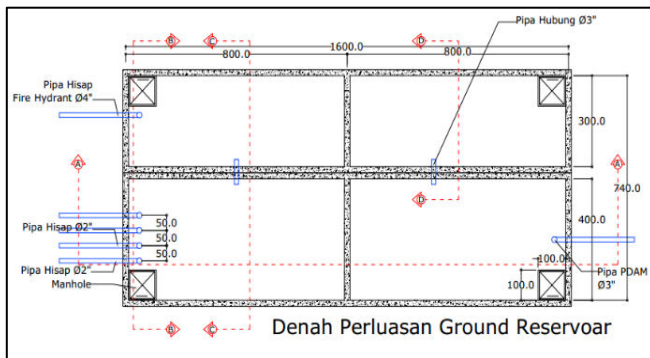 Pipa Hubung Ø3"
B
C
D
1600.0
800.0
800.0
Pipa Hisap
Fire Hydrant Ø4"
300.0
A
A
D
740.0
400.0
50.0
Pipa Hisap Ø2"
50.0
50.0
Pipa Hisap Ø2"
Manhole
100.0
100.0
Pipa PDAM
Ø3"
B
C
Denah Perluasan Ground Reservoar